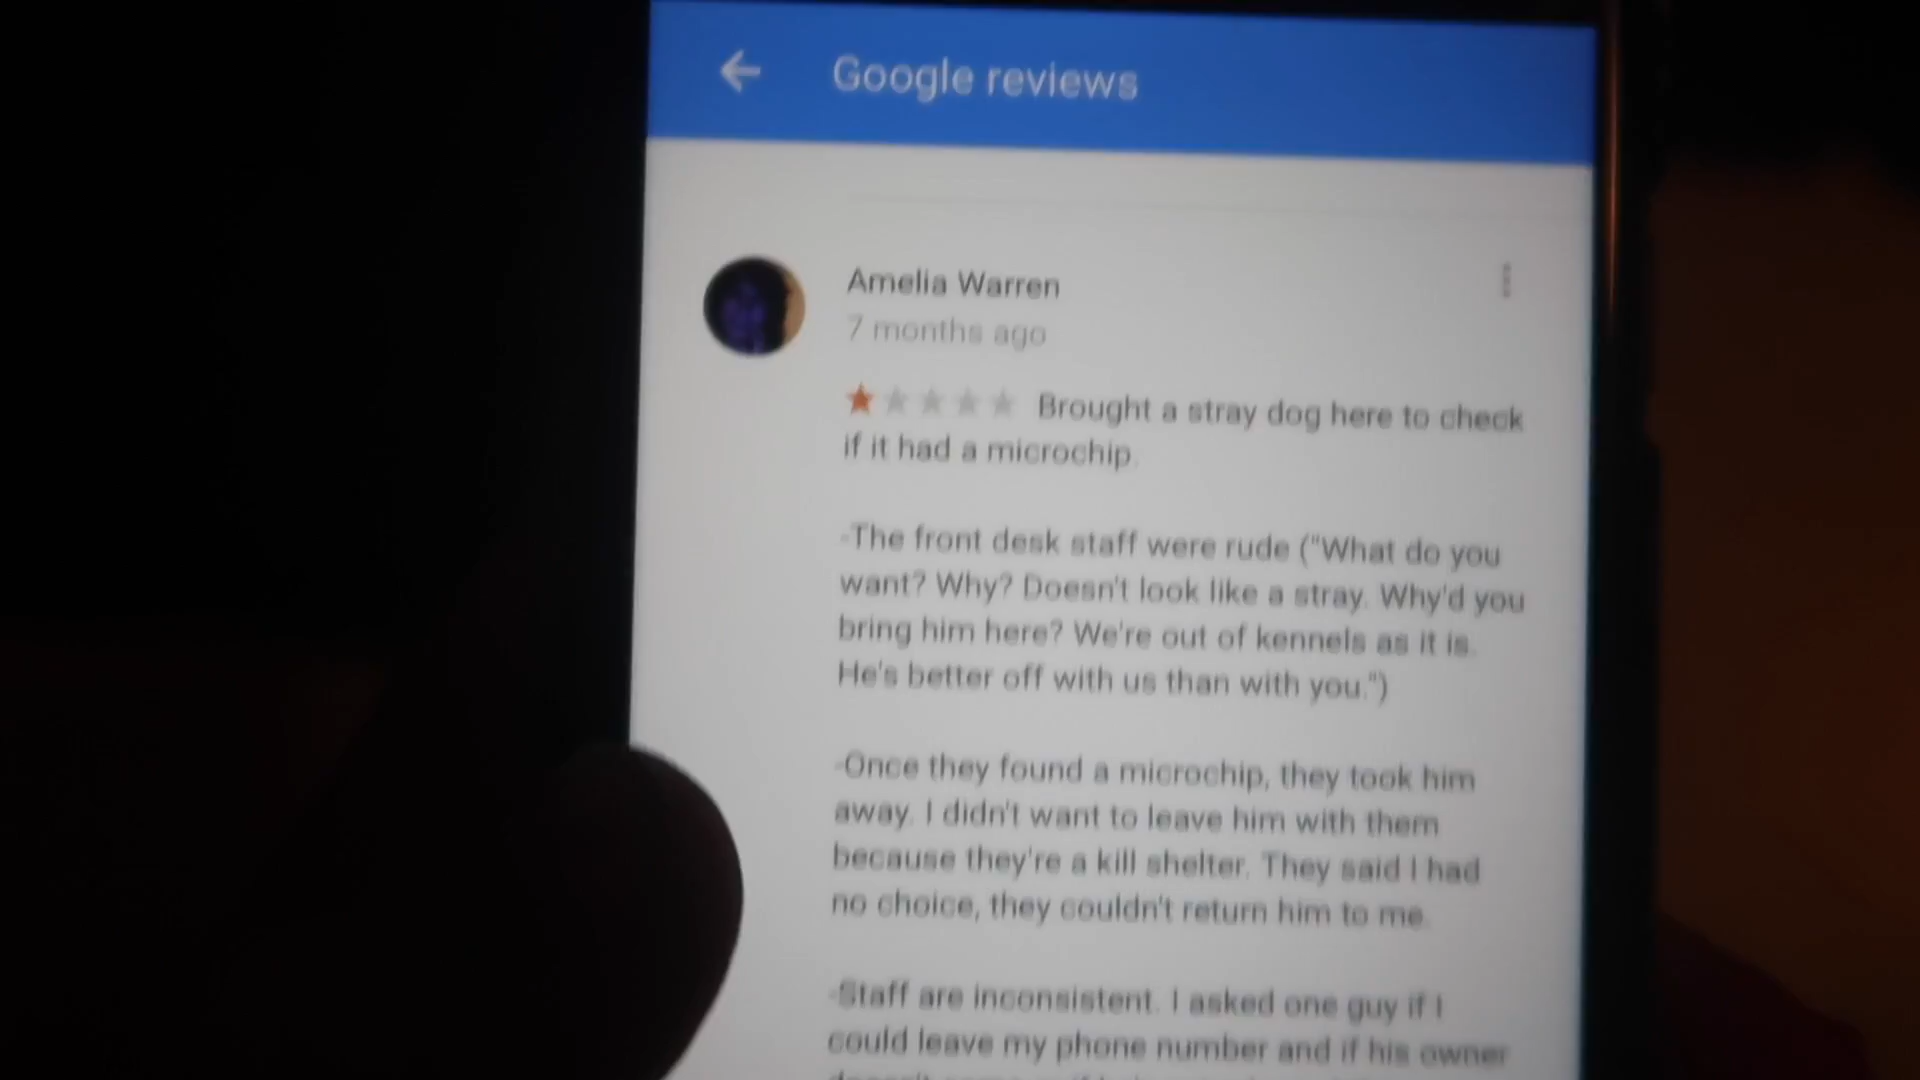 Google reviews
Amelia Warren
7 months ago
Brought a stray dog here to check
if it had a microchip.
-The front desk staff were rude ("What do you
want? Why? Doesn't look like a stray. Why'd you
bring him here? We're out of kennels as it is.
He's better off with us than with you.")
-Once they found a microchip, they took him
away. I didn't want to leave him with them
because they're a kill shelter. They said I had
no choice, they couldn't return him to me.
-Staff are inconsistent. I asked one guy if I
could leave my phone number and if his owner